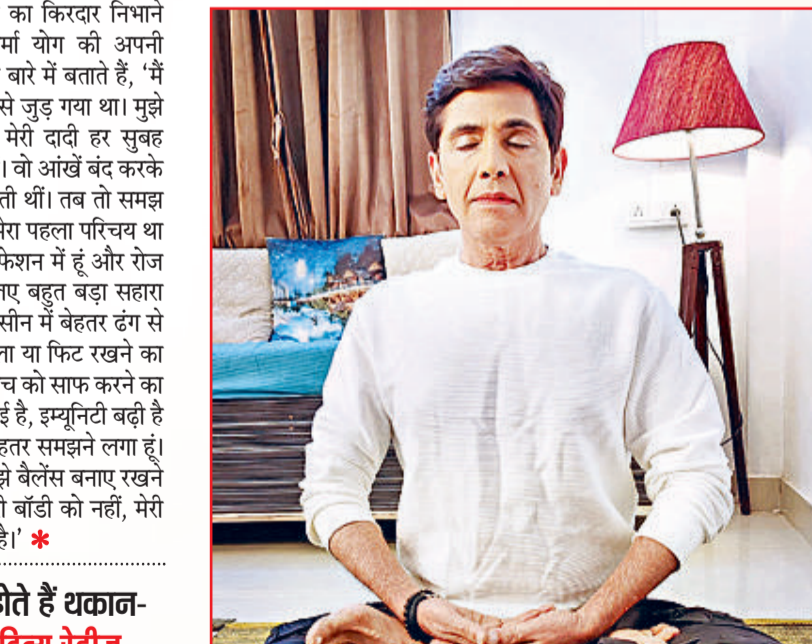 का किरदार निभाने
र्मा योग की अपनी
बारे में बताते हैं, ‘मैं
से जुड़ गया था। मुझे
मेरी दादी हर सुबह
। वो आंखें बंद करके
ती थीं। तब तो समझ
मेरा पहला परिचय था
फेशन में हूं और रोज
लिए बहुत बड़ा सहारा
सीन में बेहतर ढंग से
ला या फिट रखने का
च को साफ करने का
ई है, इम्यूनिटी बढ़ी है
हतर समझने लगा हूं।
झे बैलेंस बनाए रखने
ी बॉडी को नहीं, मेरी
है।’ *
होते हैं थकान-